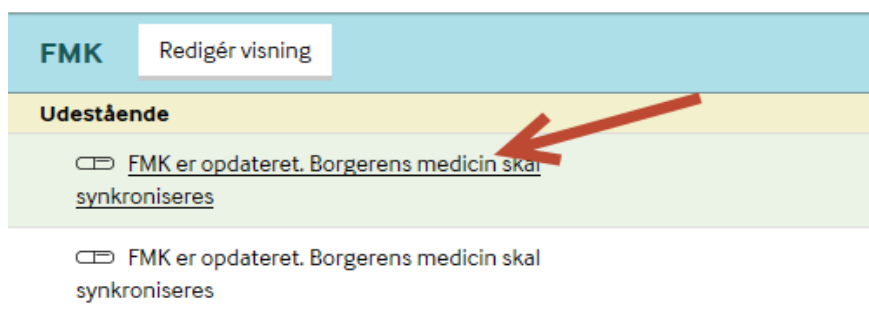 FMK Redigér visning
Udestående
FMK er opdateret. Borgerens medicin skal
synkroniseres
FMK er opdateret. Borgerens medicin skal
synkroniseres